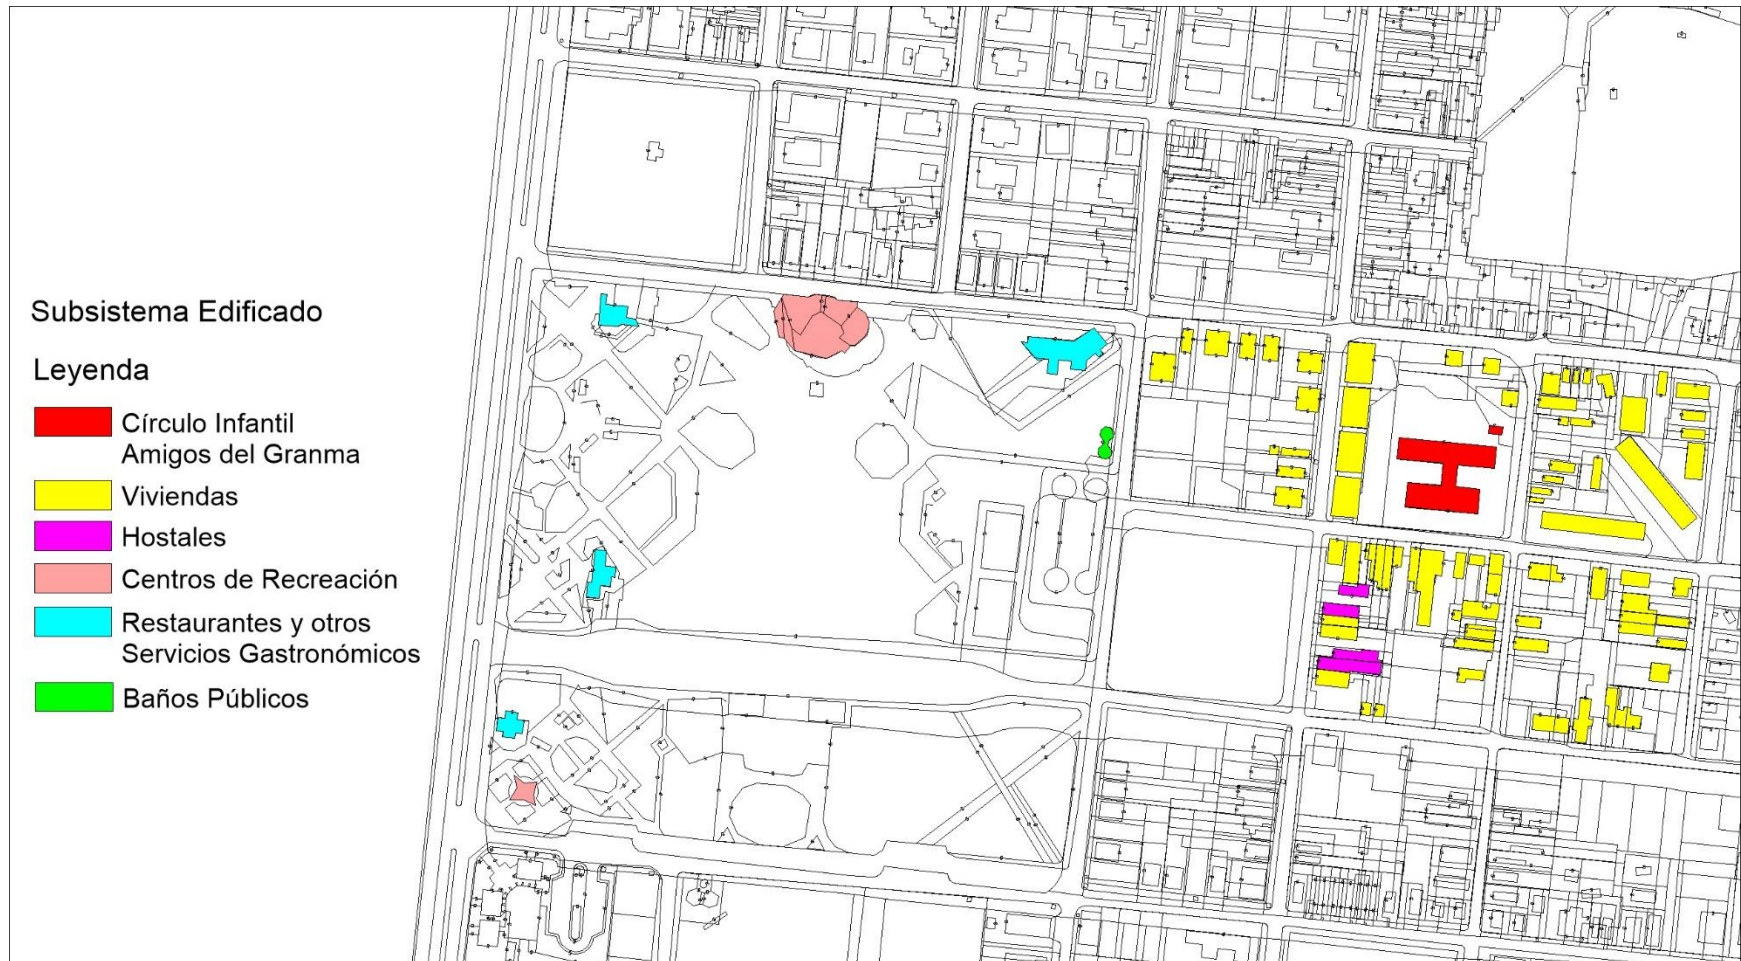 Subsistema Edificado
Leyenda
Círculo Infantil
Amigos del Granma
Viviendas
Hostales
Centros de Recreación
Restaurantes y otros
Servicios Gastronómicos
Baños Públicos